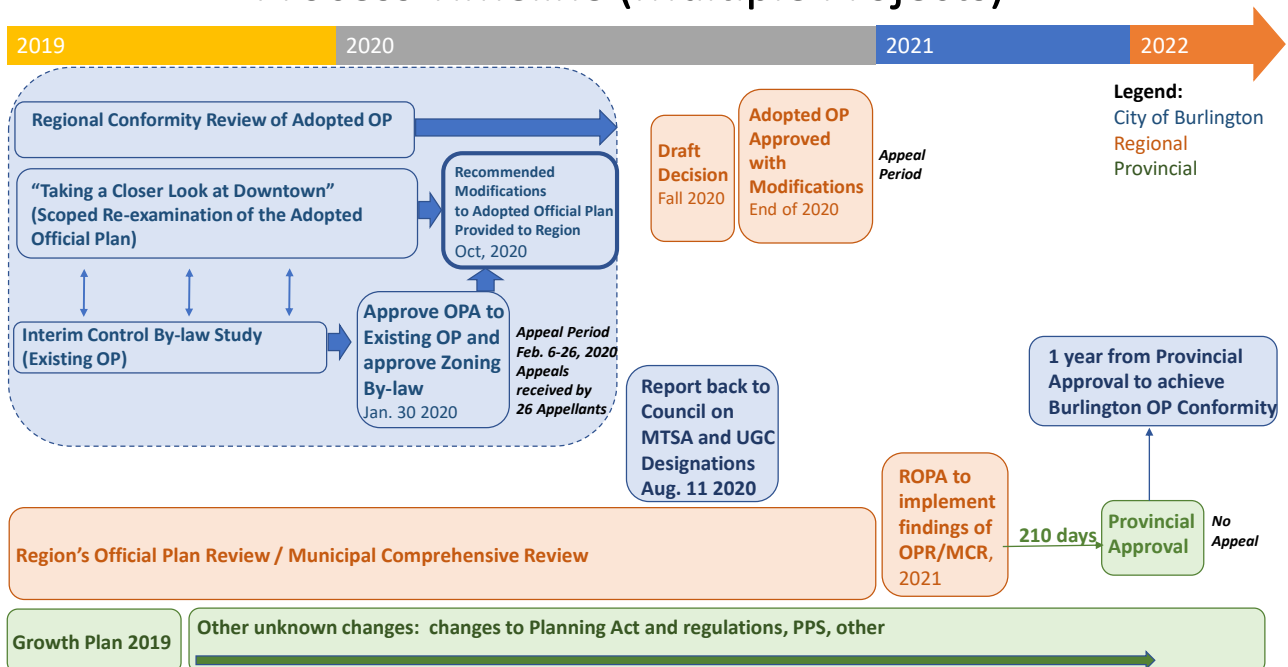 2019
2020
2021
2022
Legend:
City of Burlington
Regional
Provincial
Regional Conformity Review of Adopted OP
“Taking a Closer Look at Downtown”
(Scoped Re-examination of the Adopted
Official Plan)
Recommended
Modifications
to Adopted Official Plan
Provided to Region
Oct, 2020
Interim Control By-law Study
(Existing OP)
Approve OPA to
Existing OP and
approve Zoning
By-law
Jan. 30 2020
Appeal Period
Feb. 6-26, 2020
Appeals
received by
26 Appellants
Draft
Decision
Fall 2020
Adopted OP
Approved
with
Modifications
End of 2020
Appeal
Period
Report back to
Council on
MTSA and UGC
Designations
Aug. 11 2020
1 year from Provincial
Approval to achieve
Burlington OP Conformity
Region’s Official Plan Review / Municipal Comprehensive Review
ROPA to
implement
findings of
OPR/MCR,
2021
210 days
Provincial
Approval
No
Appeal
Growth Plan 2019
Other unknown changes: changes to Planning Act and regulations, PPS, other